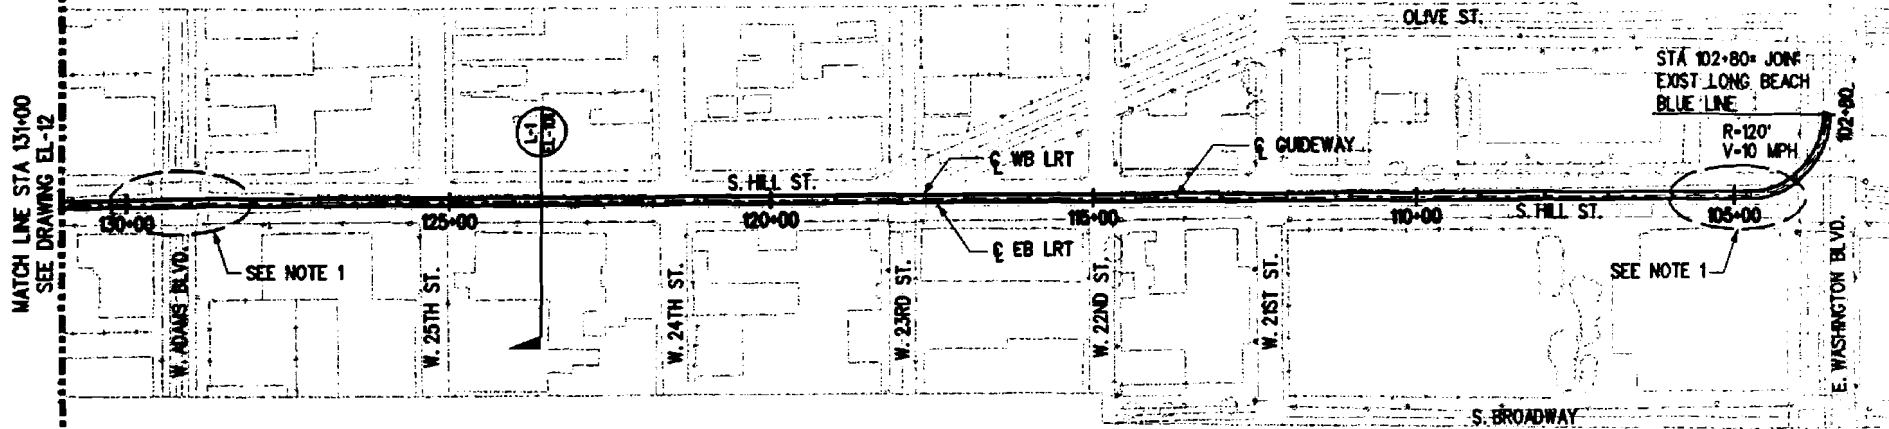 OLIVE ST.
STA 102+80= JOIN
EXIST LONG BEACH
BLUE LINE
R=120'
V=10 MPH
102+80
MATCH LINE STA 131+00
SEE DRAWING EL-12
L-1
℄ WB LRT
℄ GUIDEWAY
S. HILL ST.
130+00
125+00
120+00
115+00
110+00
S. HILL ST.
105+00
SEE NOTE 1
℄ EB LRT
SEE NOTE 1
W. ADAMS BLVD.
W. 25TH ST.
W. 24TH ST.
W. 23RD ST.
W. 22ND ST.
W. 21ST ST.
E. WASHINGTON BLVD.
S. BROADWAY